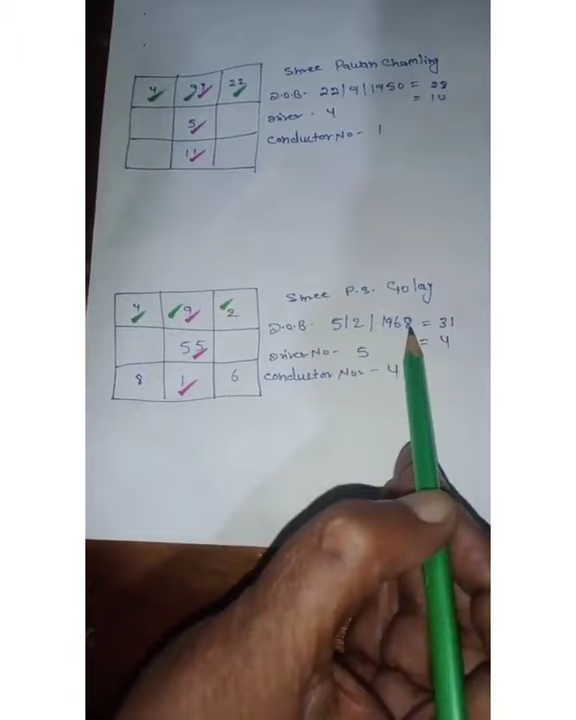 Shree Pawan Chamling
4 99 22
D.O.B- 22/9/1950 = 28
= 10
5
Driver - 4
11
Conductor No - 1
Shree P.S. Golay
4 9 2
D.O.B- 5/2/1968 = 31
= 4
55
Driver No - 5
8 1 6
Conductor No - 4